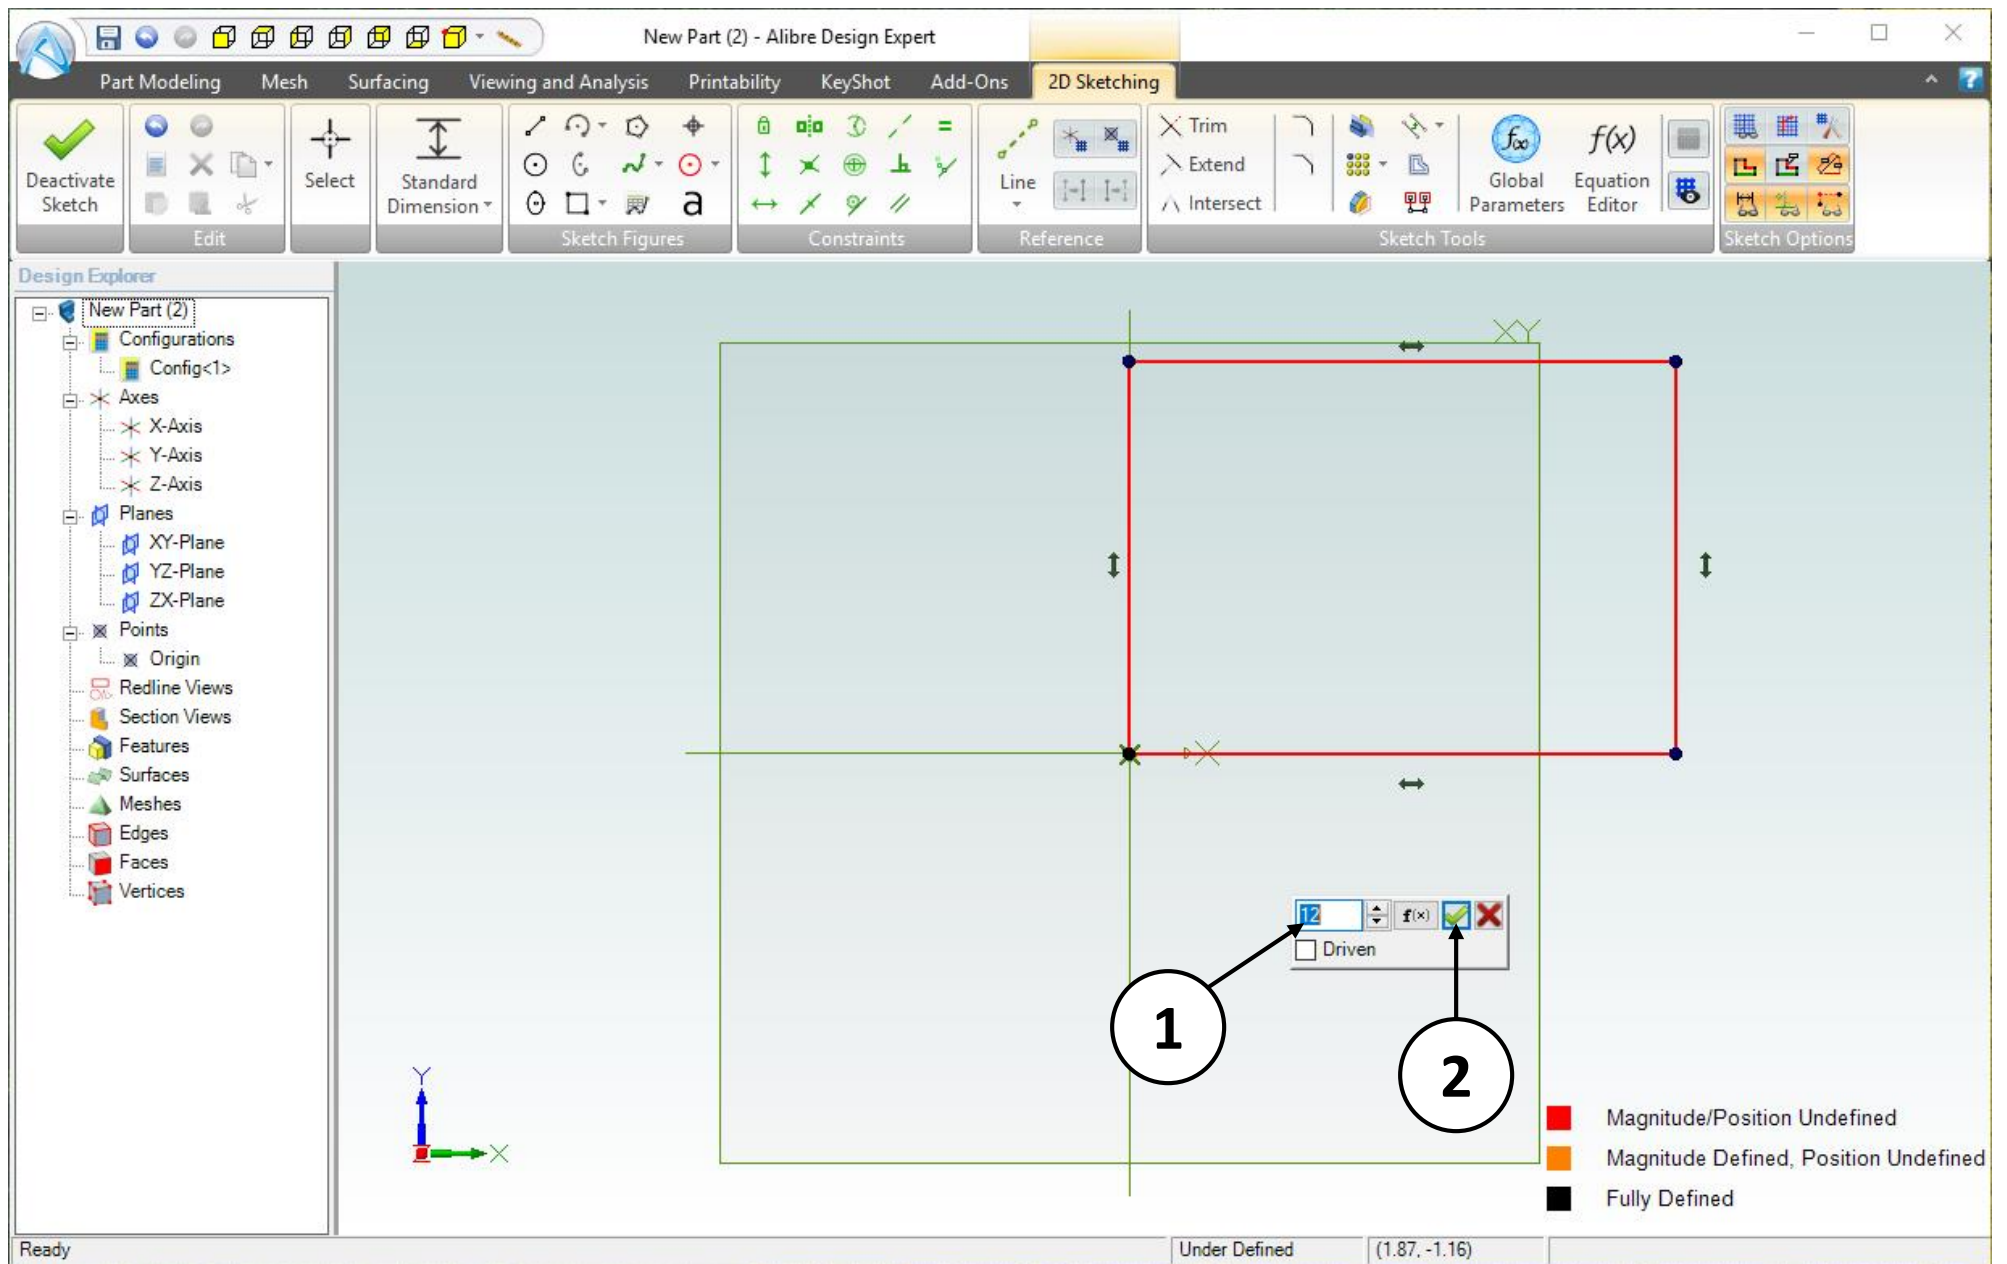 New Part (2) - Alibre Design Expert
Part Modeling Mesh Surfacing Viewing and Analysis Printability KeyShot Add-Ons 2D Sketching
Deactivate Sketch
Edit
Select
Standard Dimension
a
Sketch Figures
Constraints
Line
Reference
Trim
Extend
Intersect
f∞
Global Parameters
f(x)
Equation Editor
Sketch Tools
Sketch Options
Design Explorer
New Part (2)
Configurations
Config<1>
Axes
X-Axis
Y-Axis
Z-Axis
Planes
XY-Plane
YZ-Plane
ZX-Plane
Points
Origin
Redline Views
Section Views
Features
Surfaces
Meshes
Edges
Faces
Vertices
XY
X
12 f(x)
Driven
1
2
Y
X
Magnitude/Position Undefined
Magnitude Defined, Position Undefined
Fully Defined
Ready Under Defined (1.87, -1.16)